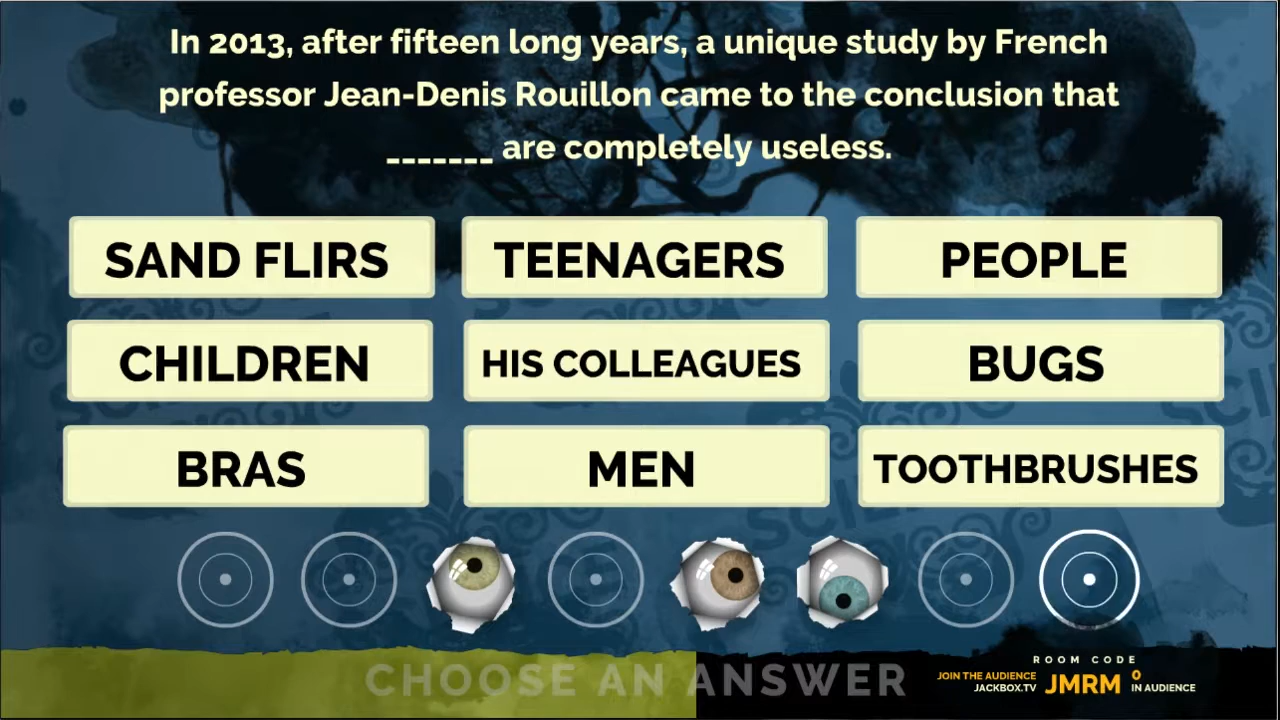 In 2013, after fifteen long years, a unique study by French
professor Jean-Denis Rouillon came to the conclusion that
_______ are completely useless.
SAND FLIRS
TEENAGERS
PEOPLE
CHILDREN
HIS COLLEAGUES
BUGS
BRAS
MEN
TOOTHBRUSHES
CHOOSE AN ANSWER
ROOM CODE
JOIN THE AUDIENCE
JACKBOX.TV
JMRM
0
IN AUDIENCE